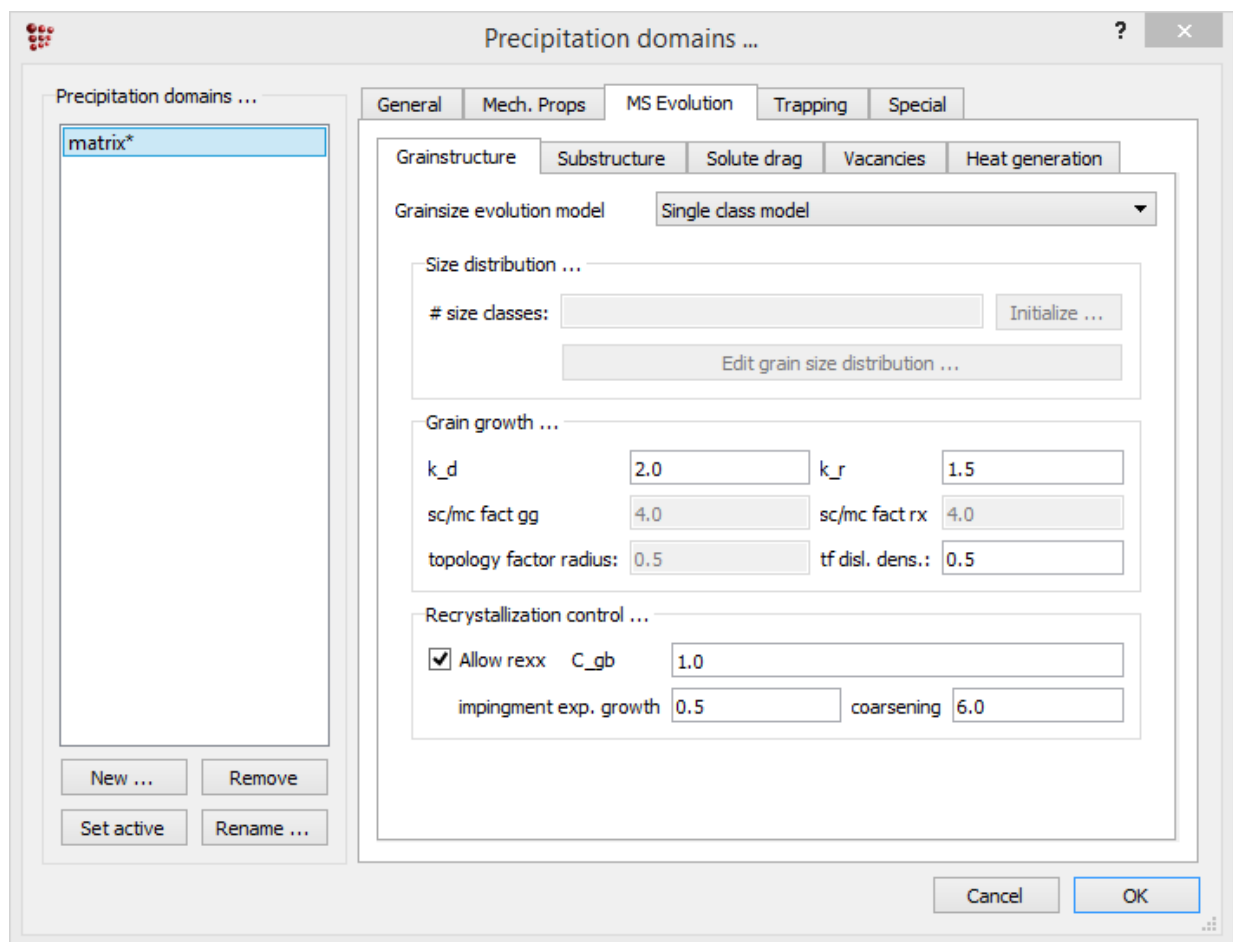 Precipitation domains ...
?
Precipitation domains ...
matrix*
New ...
Remove
Set active
Rename ...
General
Mech. Props
MS Evolution
Trapping
Special
Grainstructure
Substructure
Solute drag
Vacancies
Heat generation
Grainsize evolution model
Single class model
Size distribution ...
# size classes:
Initialize ...
Edit grain size distribution ...
Grain growth ...
k_d
2.0
k_r
1.5
sc/mc fact gg
4.0
sc/mc fact rx
4.0
topology factor radius:
0.5
tf disl. dens.:
0.5
Recrystallization control ...
Allow rexx
C_gb
1.0
impingment exp. growth
0.5
coarsening
6.0
Cancel
OK